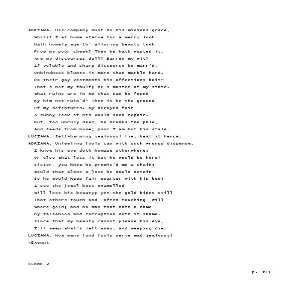 ADRIANA. His company must do his minions grace,
Whilst I at home starve for a merry look.
Hath homely age th' alluring beauty took
From my poor cheek? Then he hath wasted it.
Are my discourses dull? Barren my wit?
If voluble and sharp discourse be marr'd,
Unkindness blunts it more than marble hard.
Do their gay vestments his affections bait?
That's not my fault; he's master of my state.
What ruins are in me that can be found
By him not ruin'd? Then is he the ground
Of my defeatures. My decayed fair
A sunny look of his would soon repair.
But, too unruly deer, he breaks the pale,
And feeds from home; poor I am but his stale.
LUCIANA. Self-harming jealousy! fie, beat it hence.
ADRIANA. Unfeeling fools can with such wrongs dispense.
I know his eye doth homage otherwhere;
Or else what lets it but he would be here?
Sister, you know he promis'd me a chain;
Would that alone a love he would detain,
So he would keep fair quarter with his bed!
I see the jewel best enamelled
Will lose his beauty; yet the gold bides still
That others touch and, often touching, will
Where gold; and no man that hath a name
By falsehood and corruption doth it shame.
Since that my beauty cannot please his eye,
I'll weep what's left away, and weeping die.
LUCIANA. How many fond fools serve mad jealousy!
<Exeunt
SCENE 2
p.